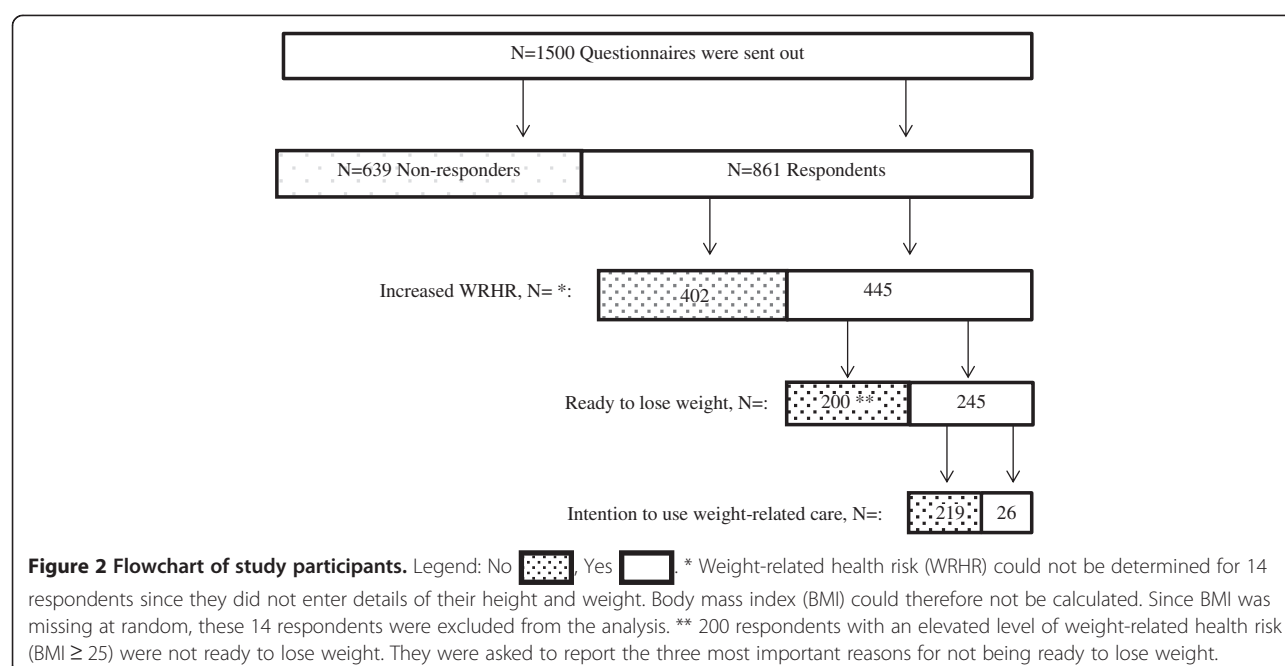 N=1500 Questionnaires were sent out
N=639 Non-responders
N=861 Respondents
Increased WRHR, N= *:
402
445
Ready to lose weight, N=:
200 **
245
Intention to use weight-related care, N=:
219
26
Figure 2 Flowchart of study participants. Legend: No , Yes . * Weight-related health risk (WRHR) could not be determined for 14
respondents since they did not enter details of their height and weight. Body mass index (BMI) could therefore not be calculated. Since BMI was
missing at random, these 14 respondents were excluded from the analysis. ** 200 respondents with an elevated level of weight-related health risk
(BMI ≥ 25) were not ready to lose weight. They were asked to report the three most important reasons for not being ready to lose weight.